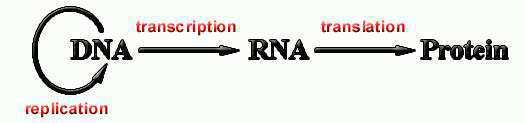 transcription translation
DNA RNA Protein
replication